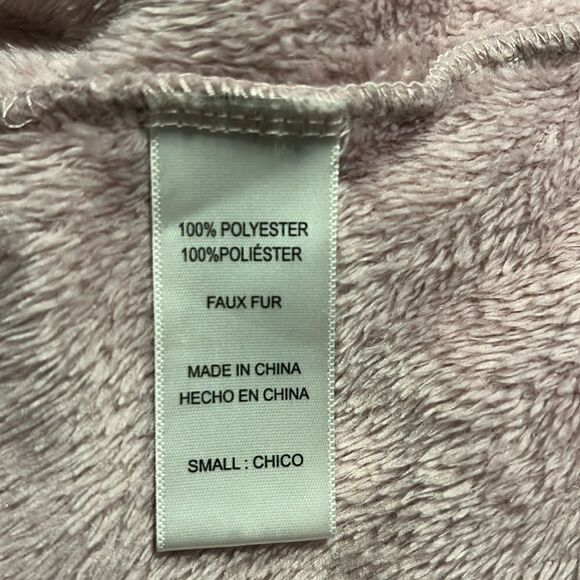 100% POLYESTER
100%POLIÉSTER
FAUX FUR
MADE IN CHINA
HECHO EN CHINA
SMALL : CHICO